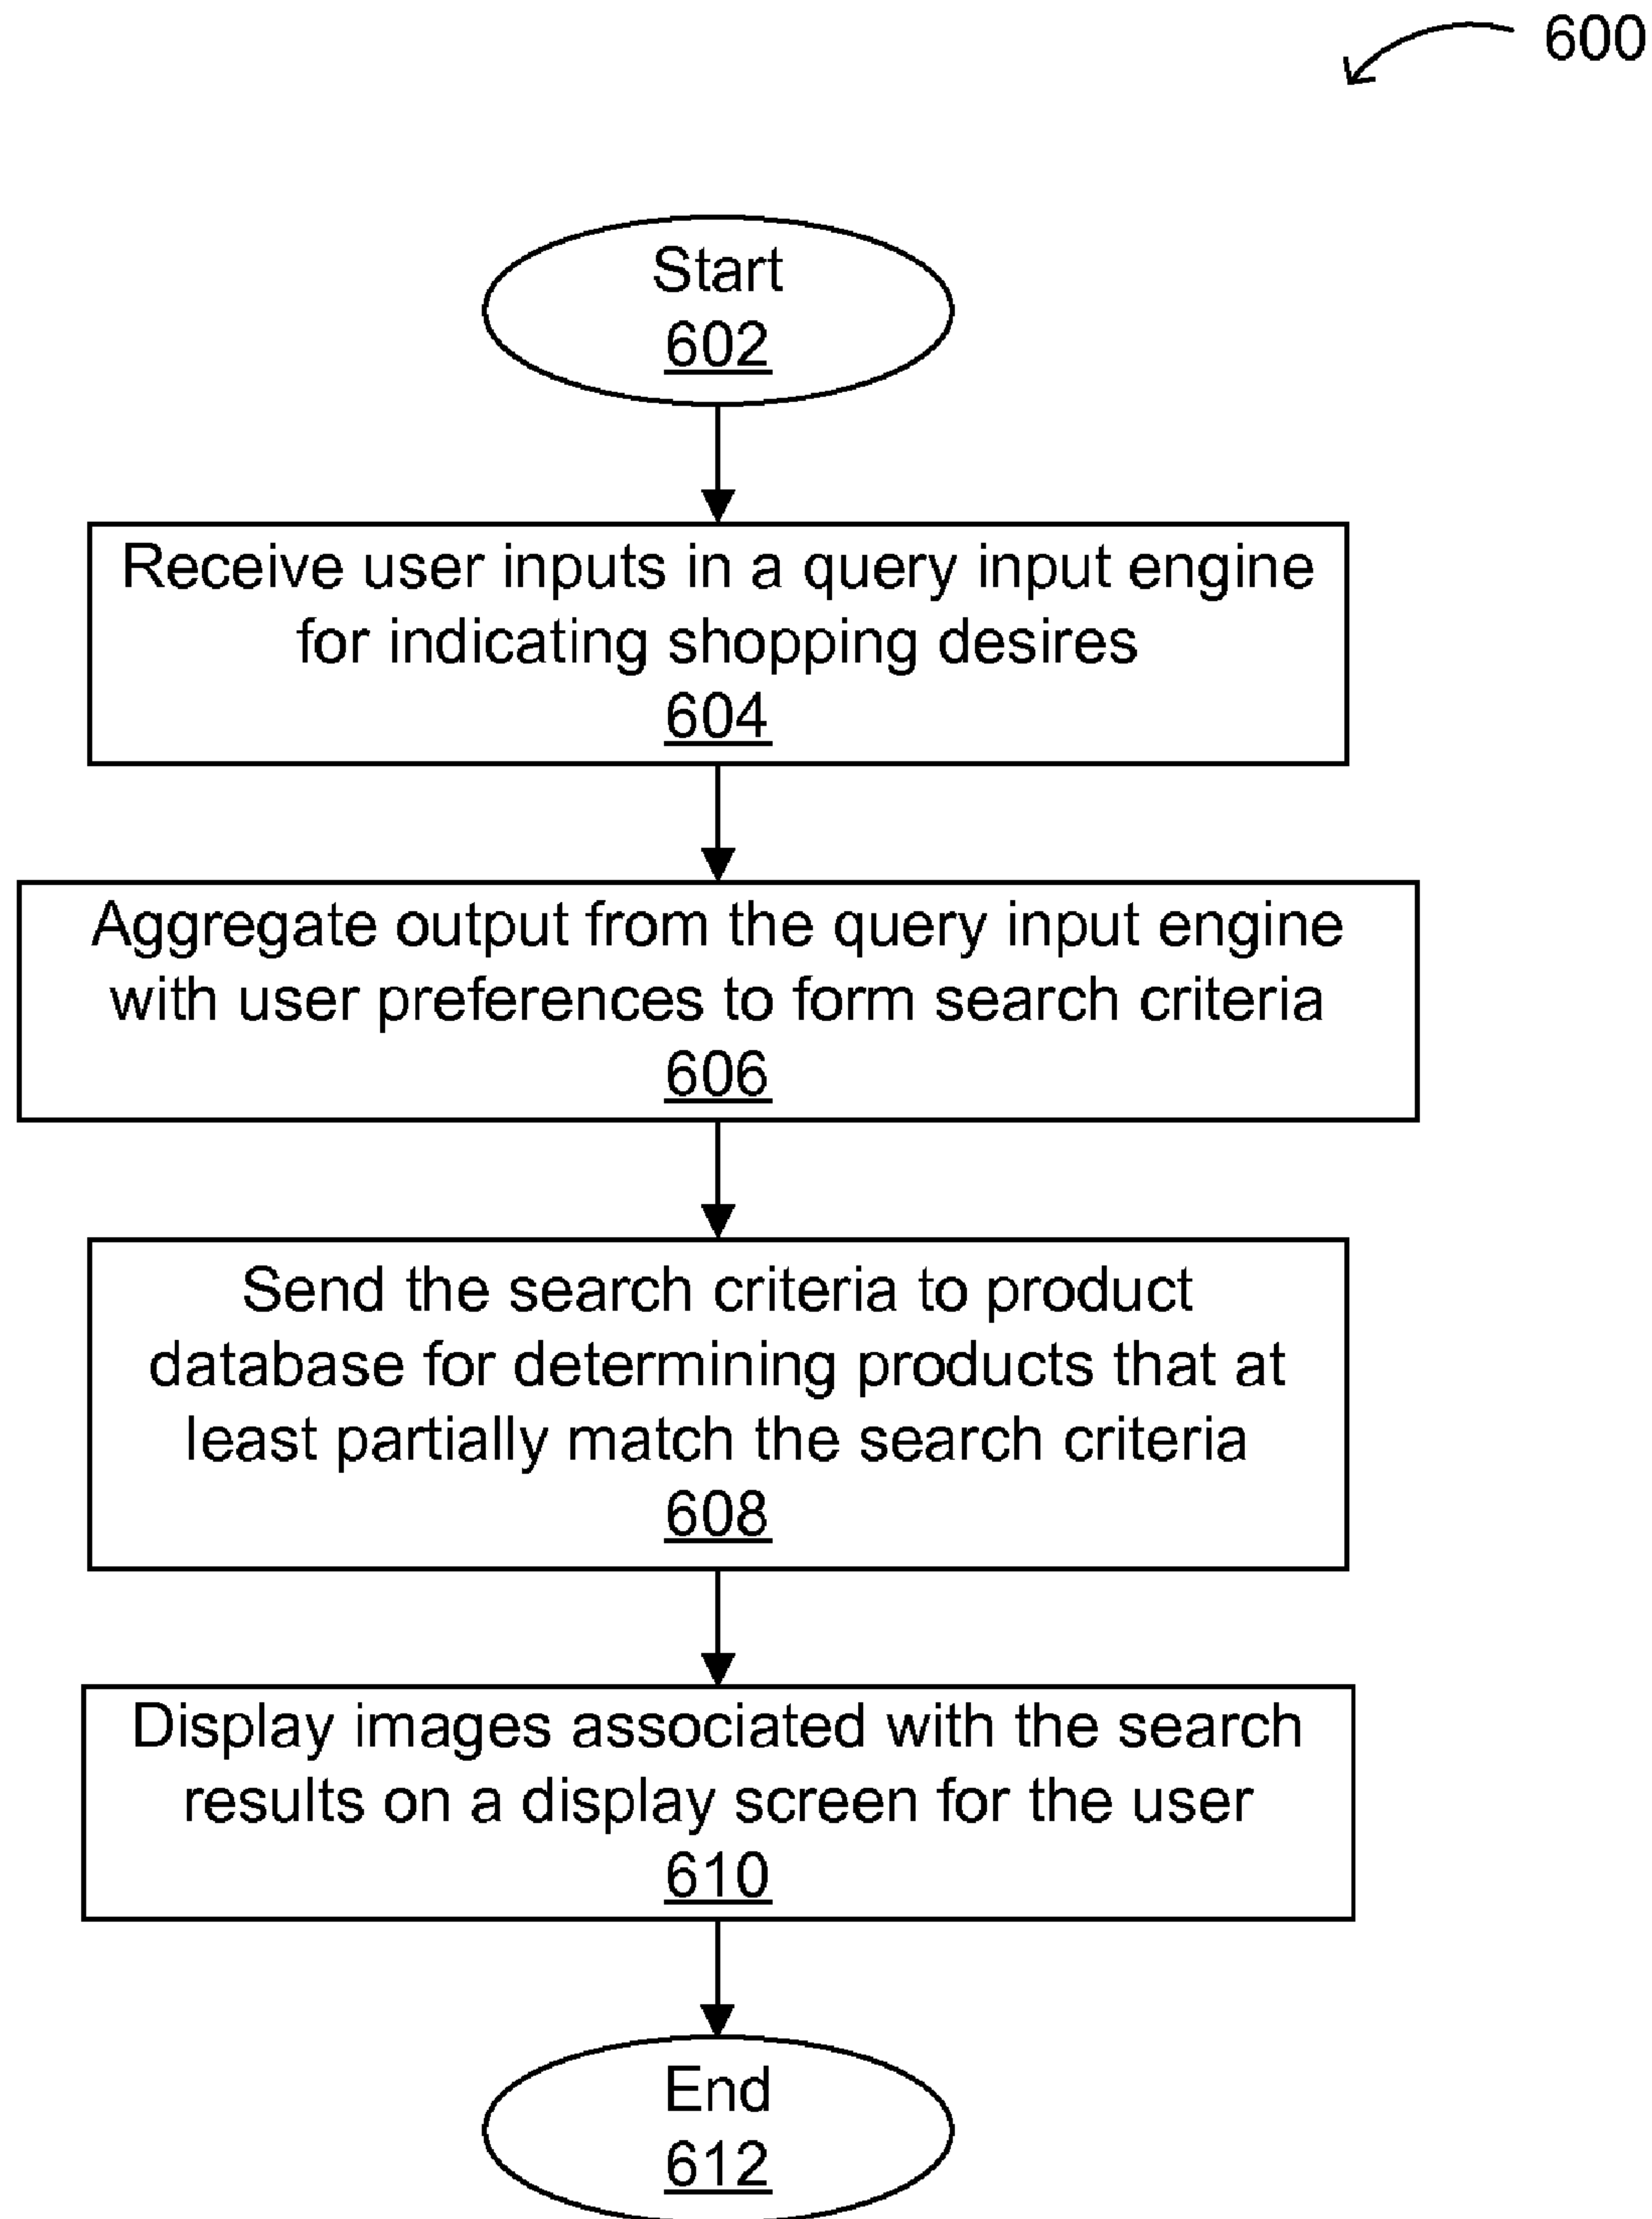 600
Start
602
Receive user inputs in a query input engine
for indicating shopping desires
604
Aggregate output from the query input engine
with user preferences to form search criteria
606
Send the search criteria to product
database for determining products that at
least partially match the search criteria
608
Display images associated with the search
results on a display screen for the user
610
End
612